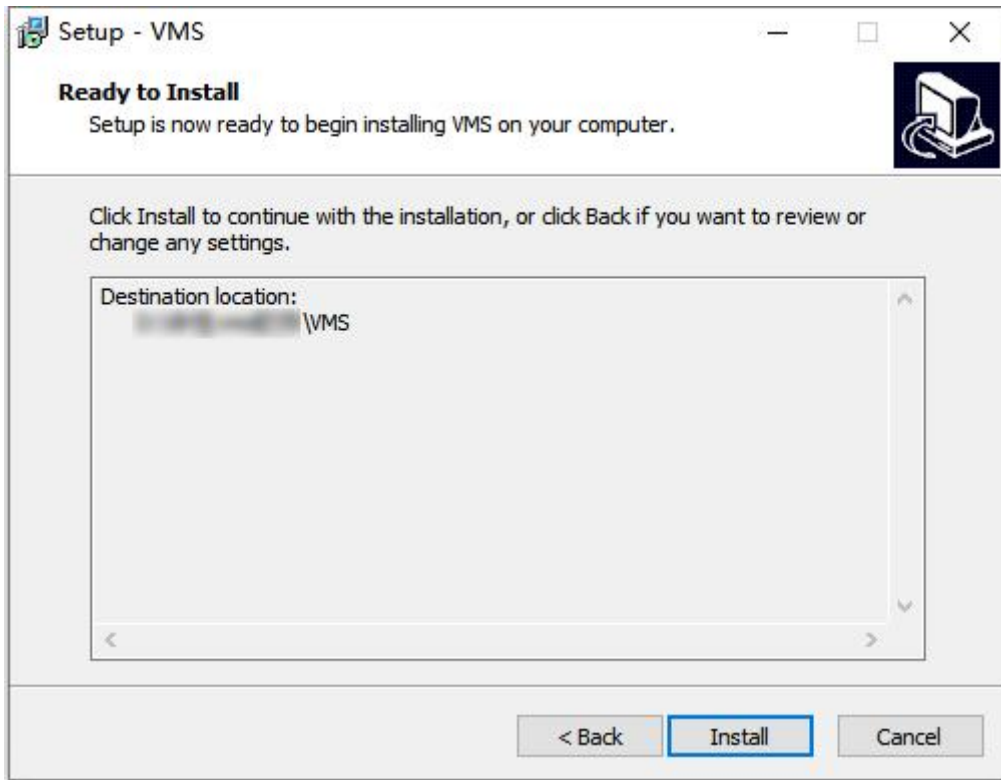 Setup - VMS
Ready to Install
Setup is now ready to begin installing VMS on your computer.
Click Install to continue with the installation, or click Back if you want to review or
change any settings.
Destination location:
\VMS
< Back
Install
Cancel